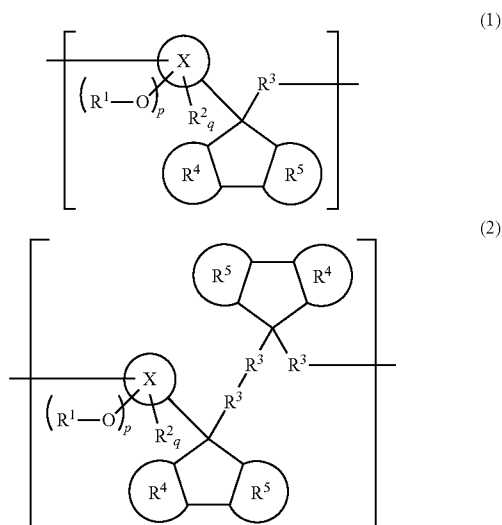 (1)
X
(R¹—O)p
R²q
R³
R⁴
R⁵
(2)
R⁵
R⁴
R³
R³
R³
X
(R¹—O)p
R²q
R⁴
R⁵